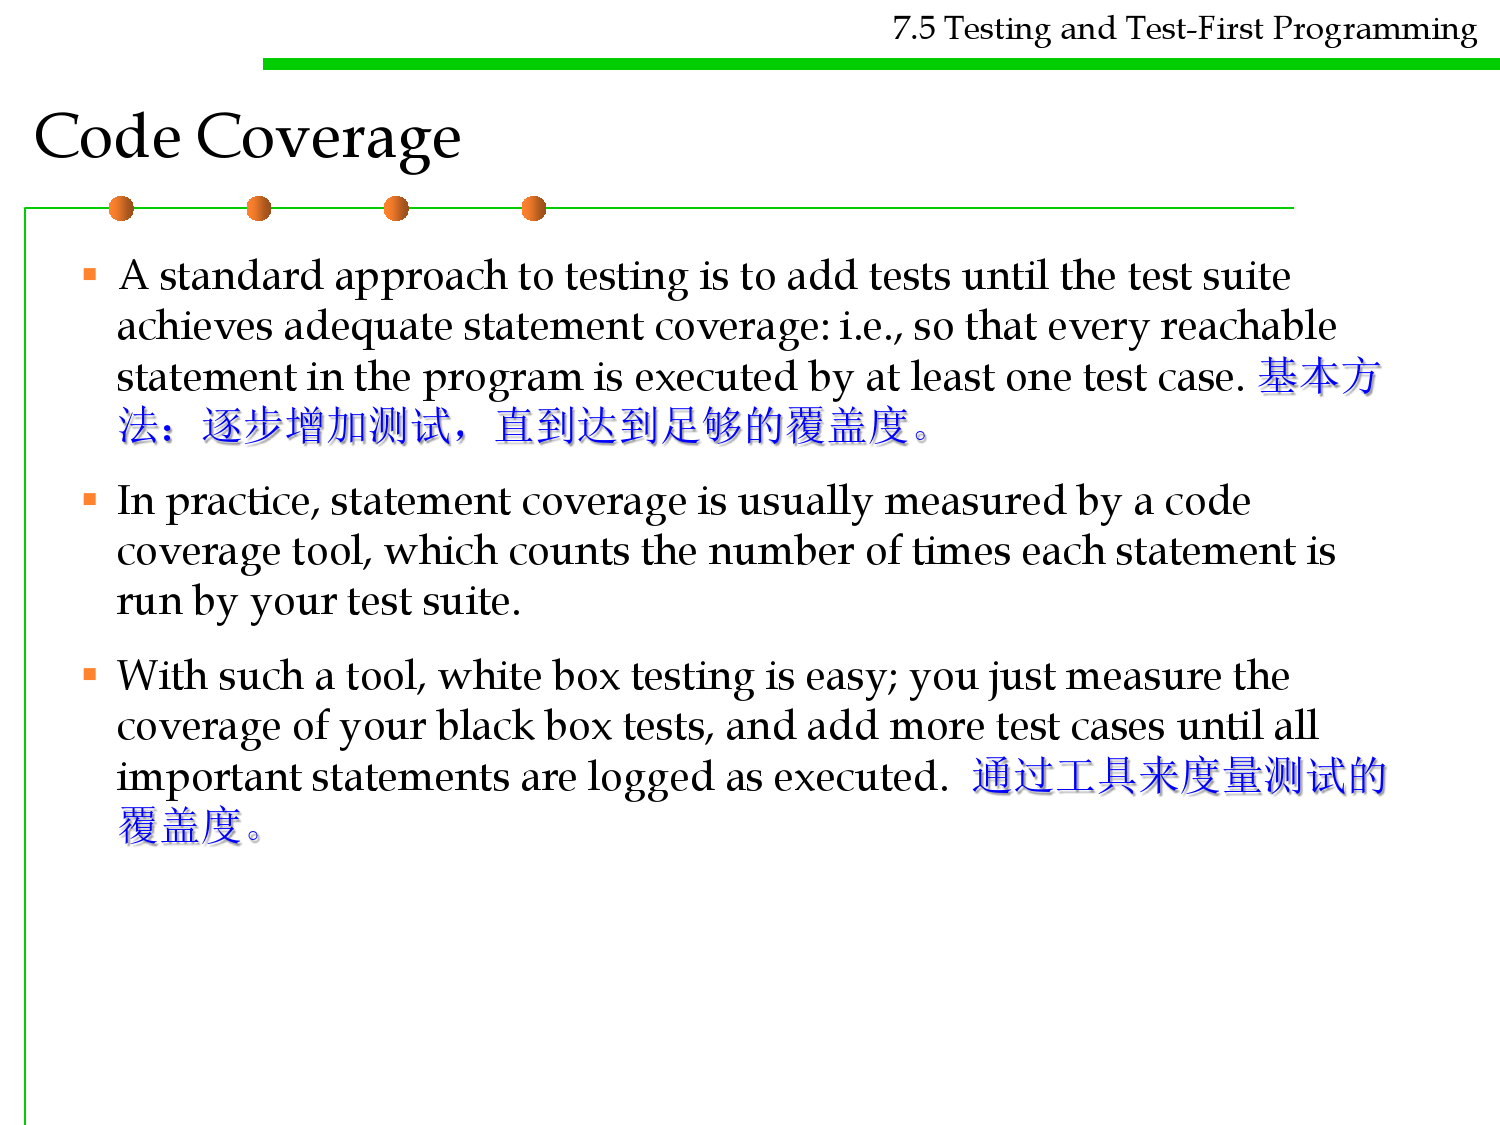 7.5 Testing and Test-First Programming
Code Coverage
A standard approach to testing is to add tests until the test suite
achieves adequate statement coverage: i.e., so that every reachable
statement in the program is executed by at least one test case. 基本方
法：逐步增加测试，直到达到足够的覆盖度。
In practice, statement coverage is usually measured by a code
coverage tool, which counts the number of times each statement is
run by your test suite.
With such a tool, white box testing is easy; you just measure the
coverage of your black box tests, and add more test cases until all
important statements are logged as executed. 通过工具来度量测试的
覆盖度。